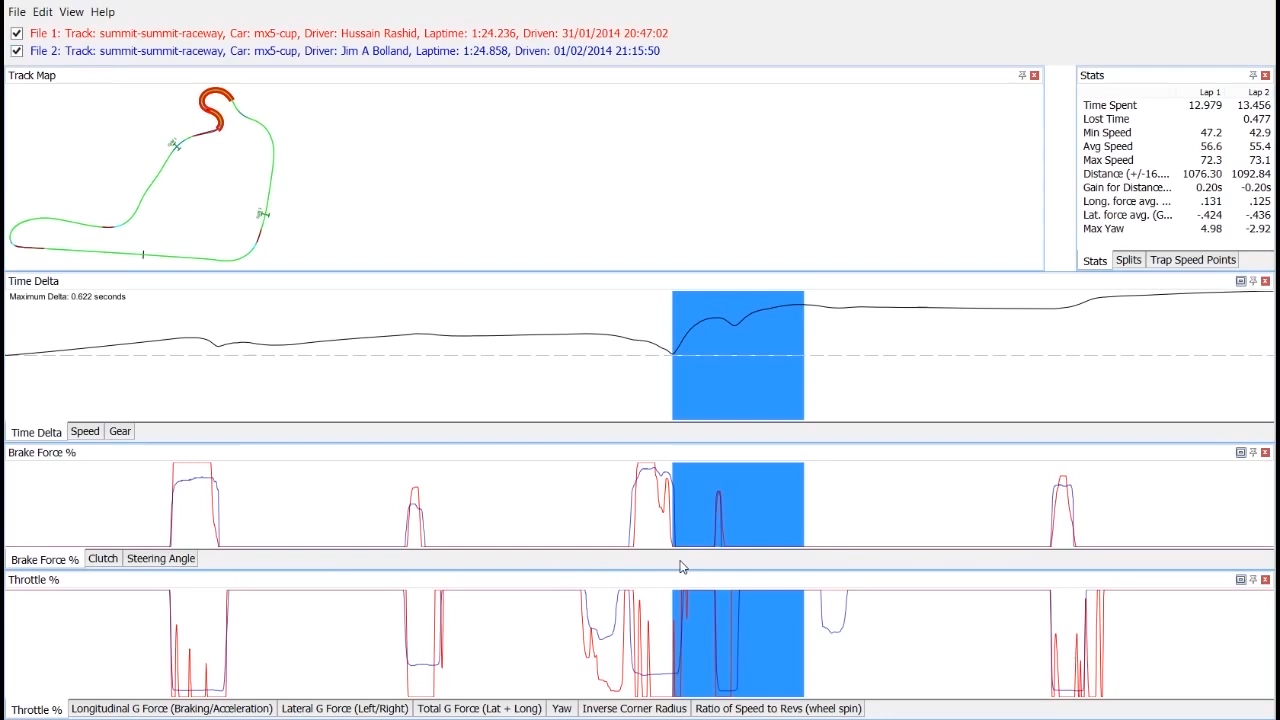 File Edit View Help
File 1: Track: summit-summit-raceway, Car: mx5-cup, Driver: Hussain Rashid, Laptime: 1:24.236, Driven: 31/01/2014 20:47:02
File 2: Track: summit-summit-raceway, Car: mx5-cup, Driver: Jim A Bolland, Laptime: 1:24.858, Driven: 01/02/2014 21:15:50
Track Map
Stats
Lap 1 Lap 2
Time Spent 12.979 13.456
Lost Time 0.477
Min Speed 47.2 42.9
Avg Speed 56.6 55.4
Max Speed 72.3 73.1
Distance (+/-16.... 1076.30 1092.84
Gain for Distance... 0.20s -0.20s
Long. force avg. ... .131 .125
Lat. force avg. (G... -.424 -.436
Max Yaw 4.98 -2.92
Stats Splits Trap Speed Points
Time Delta
Maximum Delta: 0.622 seconds
Time Delta Speed Gear
Brake Force %
Brake Force % Clutch Steering Angle
Throttle %
Throttle % Longitudinal G Force (Braking/Acceleration) Lateral G Force (Left/Right) Total G Force (Lat + Long) Yaw Inverse Corner Radius Ratio of Speed to Revs (wheel spin)